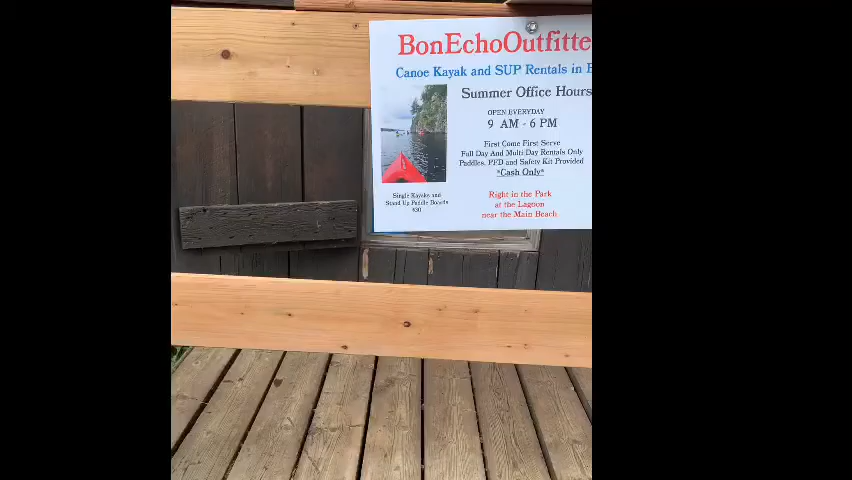 BonEchoOutfitte
Canoe Kayak and SUP Rentals in
Summer Office Hours
OPEN EVERYDAY
9 AM - 6 PM
First Come First Serve
Full Day And Multi Day Rentals Only
Paddles, PFD and Safety Kit Provided
*Cash Only*
Single Kayaks and
Stand Up Paddle Boards
$30
Right in the Park
at the Lagoon
near the Main Beach